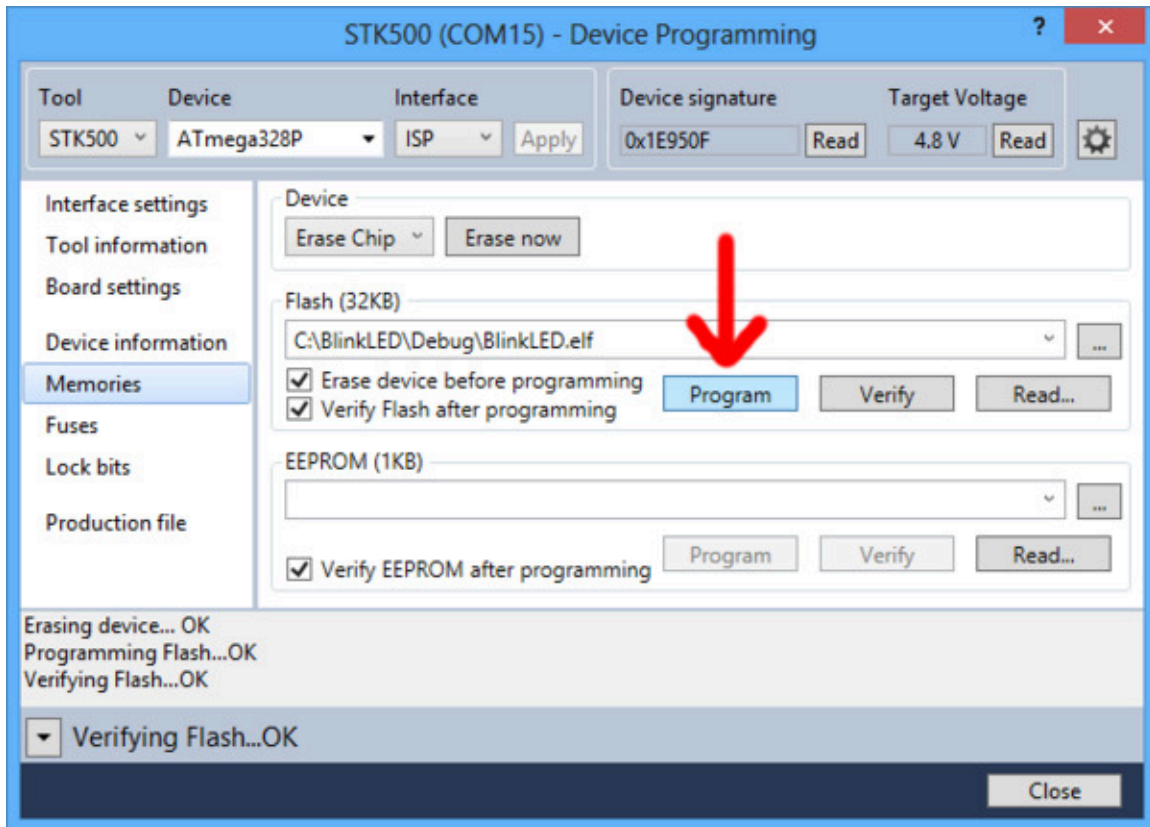 STK500 (COM15) - Device Programming
?
Tool Device Interface Device signature Target Voltage
STK500 ATmega328P ISP Apply 0x1E950F Read 4.8 V Read
Interface settings
Tool information
Board settings
Device information
Memories
Fuses
Lock bits
Production file
Device
Erase Chip Erase now
Flash (32KB)
C:\BlinkLED\Debug\BlinkLED.elf ...
Erase device before programming
Verify Flash after programming
Program Verify Read...
EEPROM (1KB)
...
Verify EEPROM after programming
Program Verify Read...
Erasing device... OK
Programming Flash...OK
Verifying Flash...OK
Verifying Flash...OK
Close